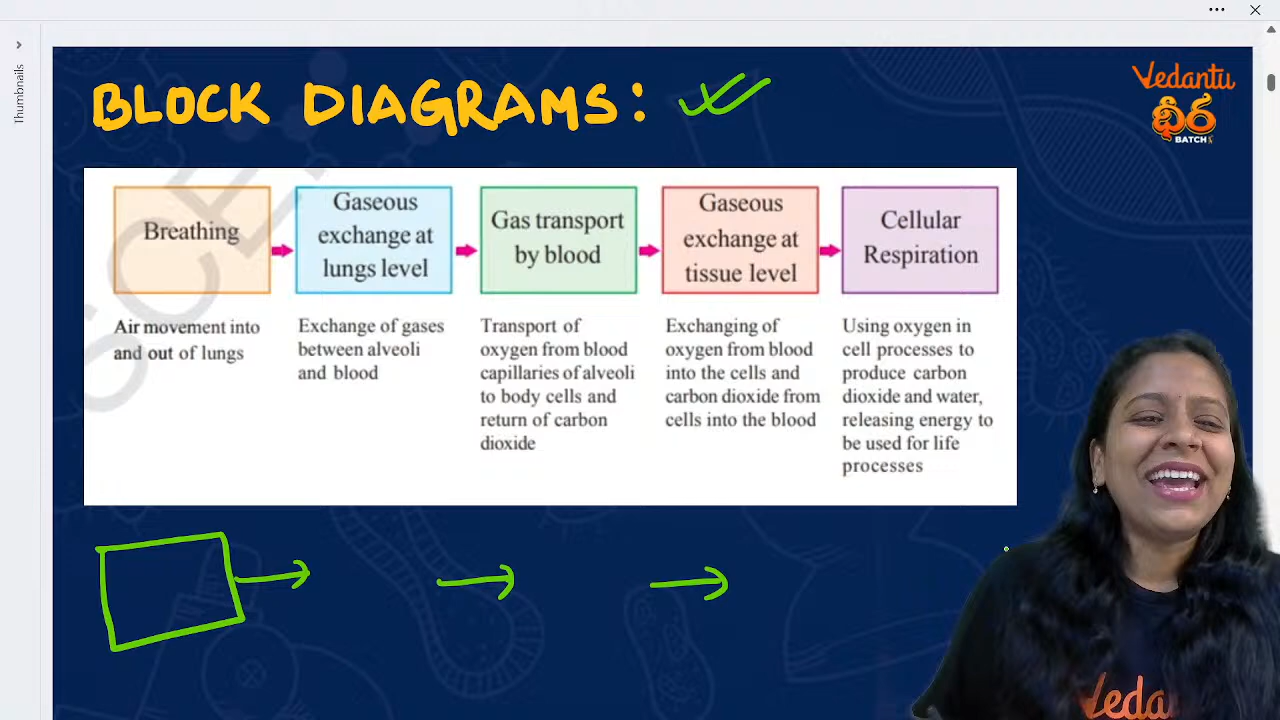 Thumbnails
BLOCK DIAGRAMS:
Vedantu
ధీర
BATCH
Breathing
Gaseous
exchange at
lungs level
Gas transport
by blood
Gaseous
exchange at
tissue level
Cellular
Respiration
Air movement into
and out of lungs
Exchange of gases
between alveoli
and blood
Transport of
oxygen from blood
capillaries of alveoli
to body cells and
return of carbon
dioxide
Exchanging of
oxygen from blood
into the cells and
carbon dioxide from
cells into the blood
Using oxygen in
cell processes to
produce carbon
dioxide and water,
releasing energy to
be used for life
processes
Veda